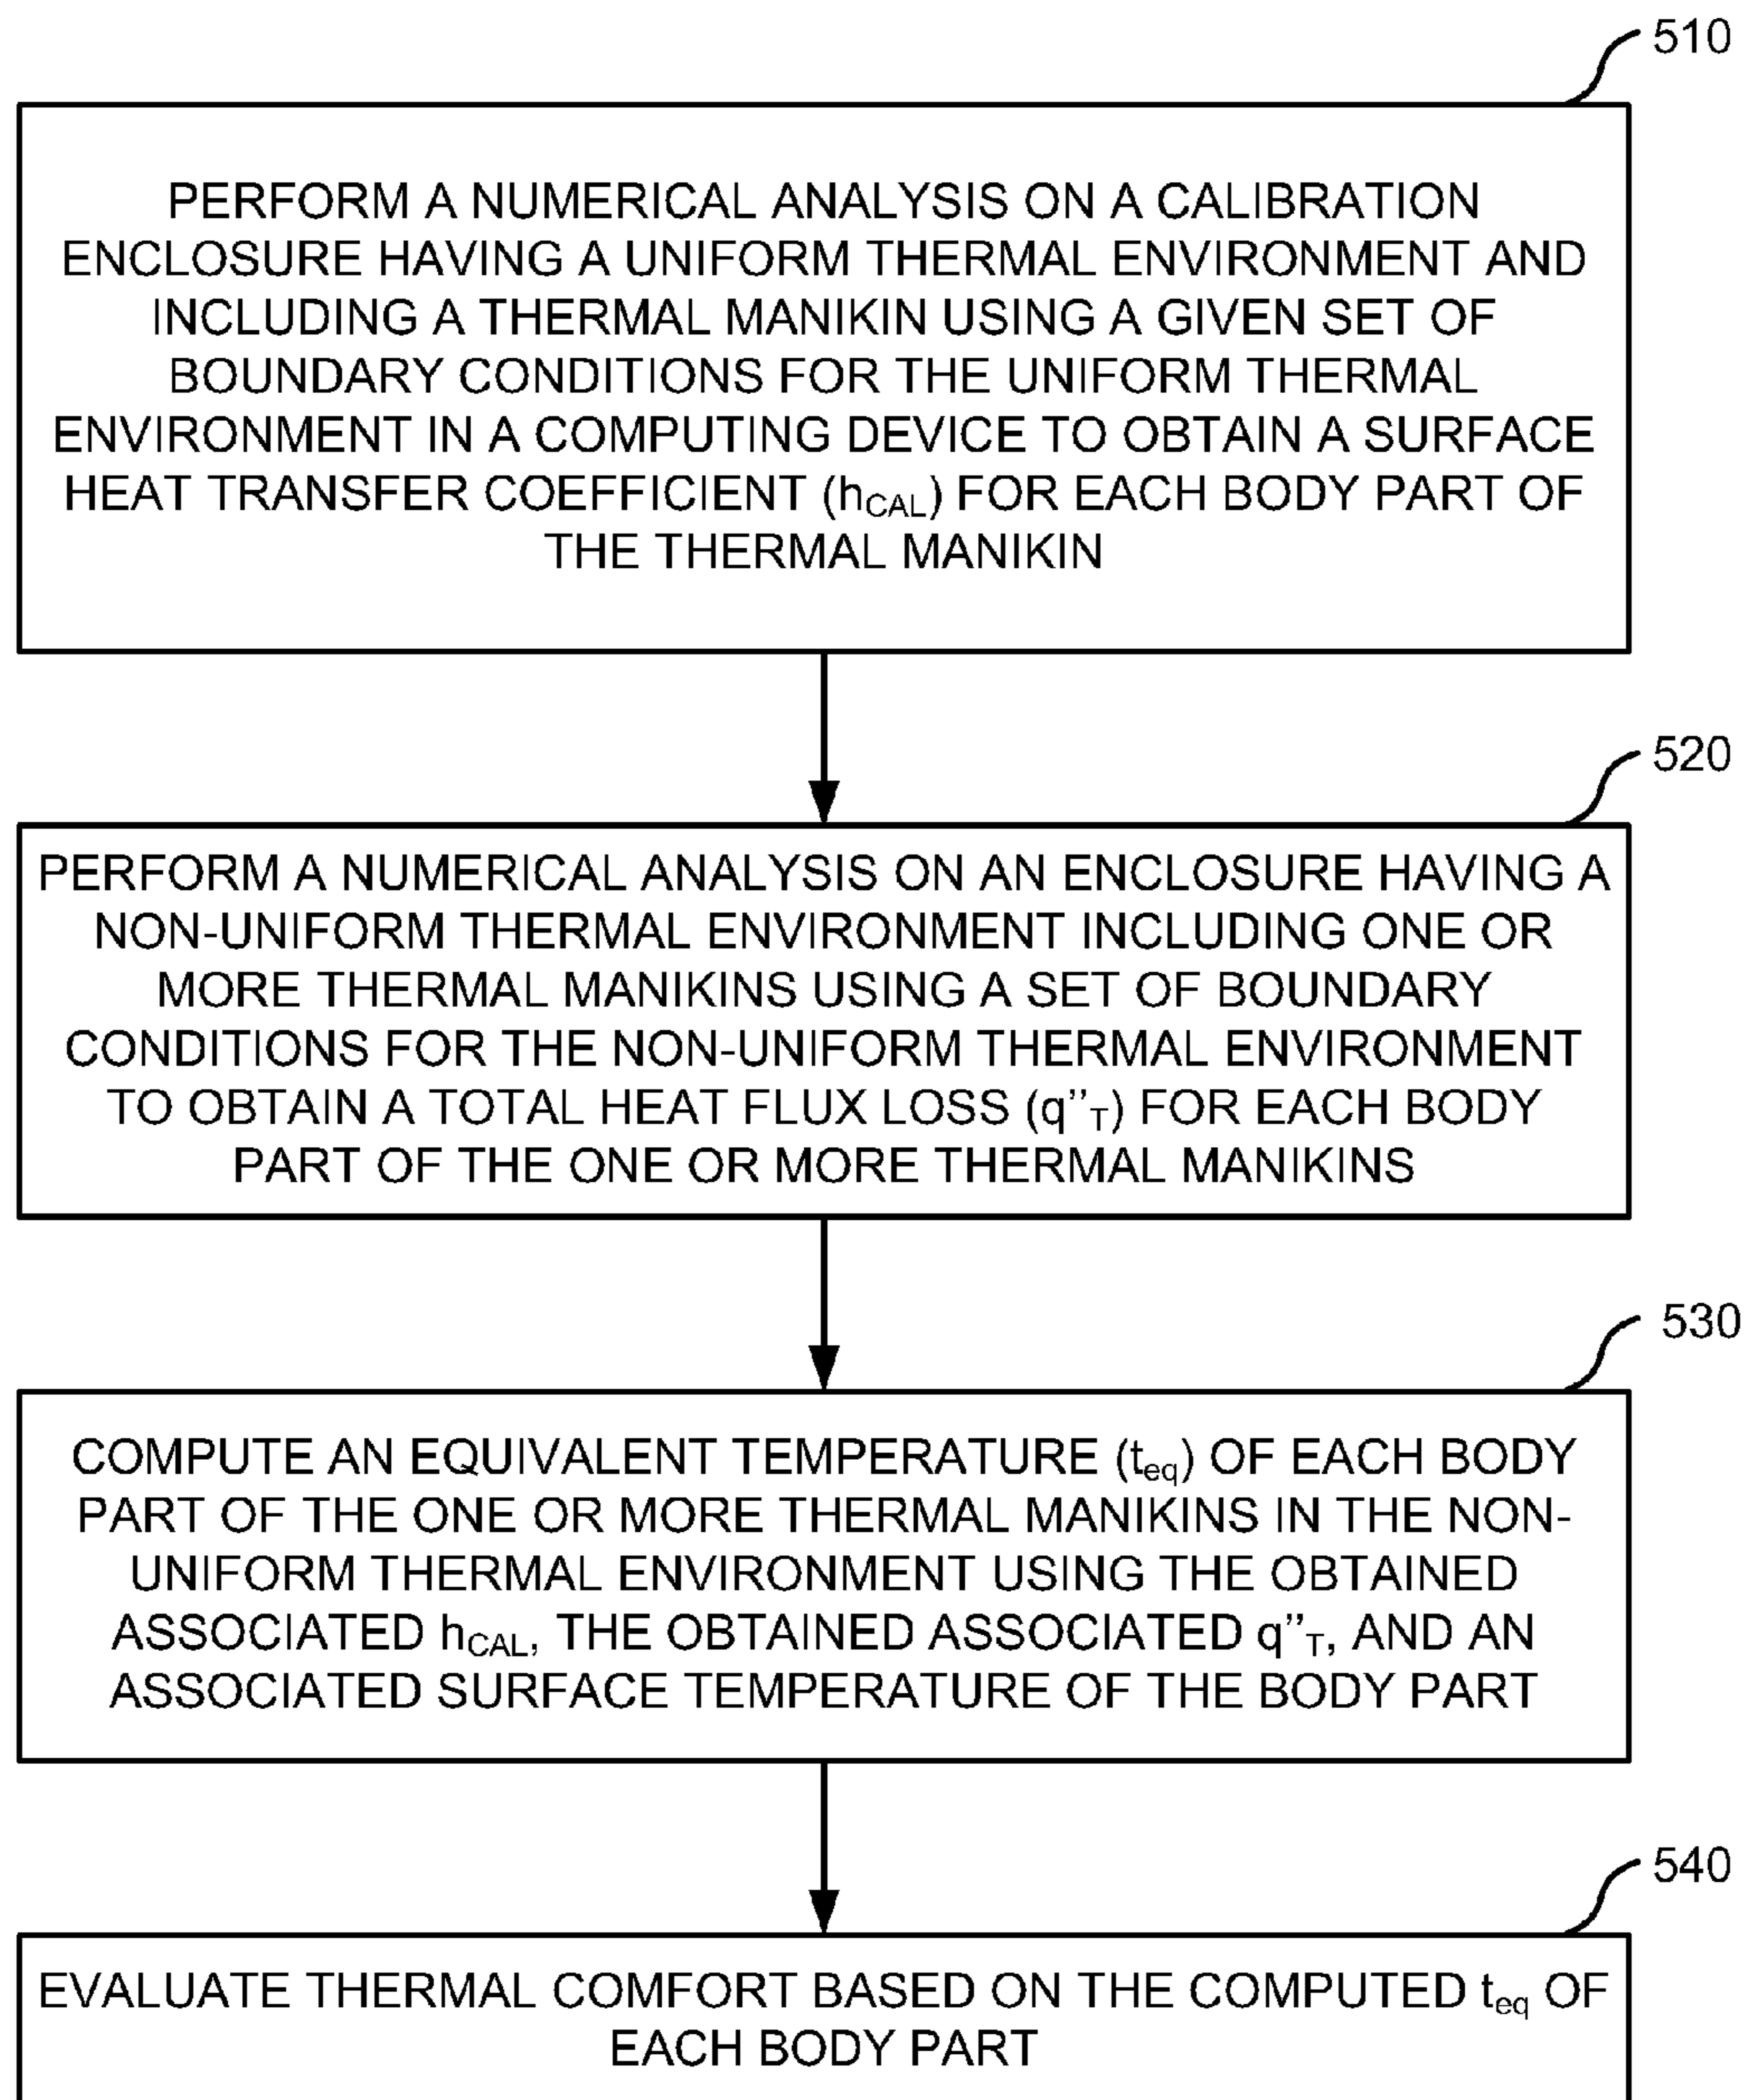 510
PERFORM A NUMERICAL ANALYSIS ON A CALIBRATION
ENCLOSURE HAVING A UNIFORM THERMAL ENVIRONMENT AND
INCLUDING A THERMAL MANIKIN USING A GIVEN SET OF
BOUNDARY CONDITIONS FOR THE UNIFORM THERMAL
ENVIRONMENT IN A COMPUTING DEVICE TO OBTAIN A SURFACE
HEAT TRANSFER COEFFICIENT (hCAL) FOR EACH BODY PART OF
THE THERMAL MANIKIN
520
PERFORM A NUMERICAL ANALYSIS ON AN ENCLOSURE HAVING A
NON-UNIFORM THERMAL ENVIRONMENT INCLUDING ONE OR
MORE THERMAL MANIKINS USING A SET OF BOUNDARY
CONDITIONS FOR THE NON-UNIFORM THERMAL ENVIRONMENT
TO OBTAIN A TOTAL HEAT FLUX LOSS (q”T) FOR EACH BODY
PART OF THE ONE OR MORE THERMAL MANIKINS
530
COMPUTE AN EQUIVALENT TEMPERATURE (teq) OF EACH BODY
PART OF THE ONE OR MORE THERMAL MANIKINS IN THE NON-
UNIFORM THERMAL ENVIRONMENT USING THE OBTAINED
ASSOCIATED hCAL, THE OBTAINED ASSOCIATED q”T, AND AN
ASSOCIATED SURFACE TEMPERATURE OF THE BODY PART
540
EVALUATE THERMAL COMFORT BASED ON THE COMPUTED teq OF
EACH BODY PART